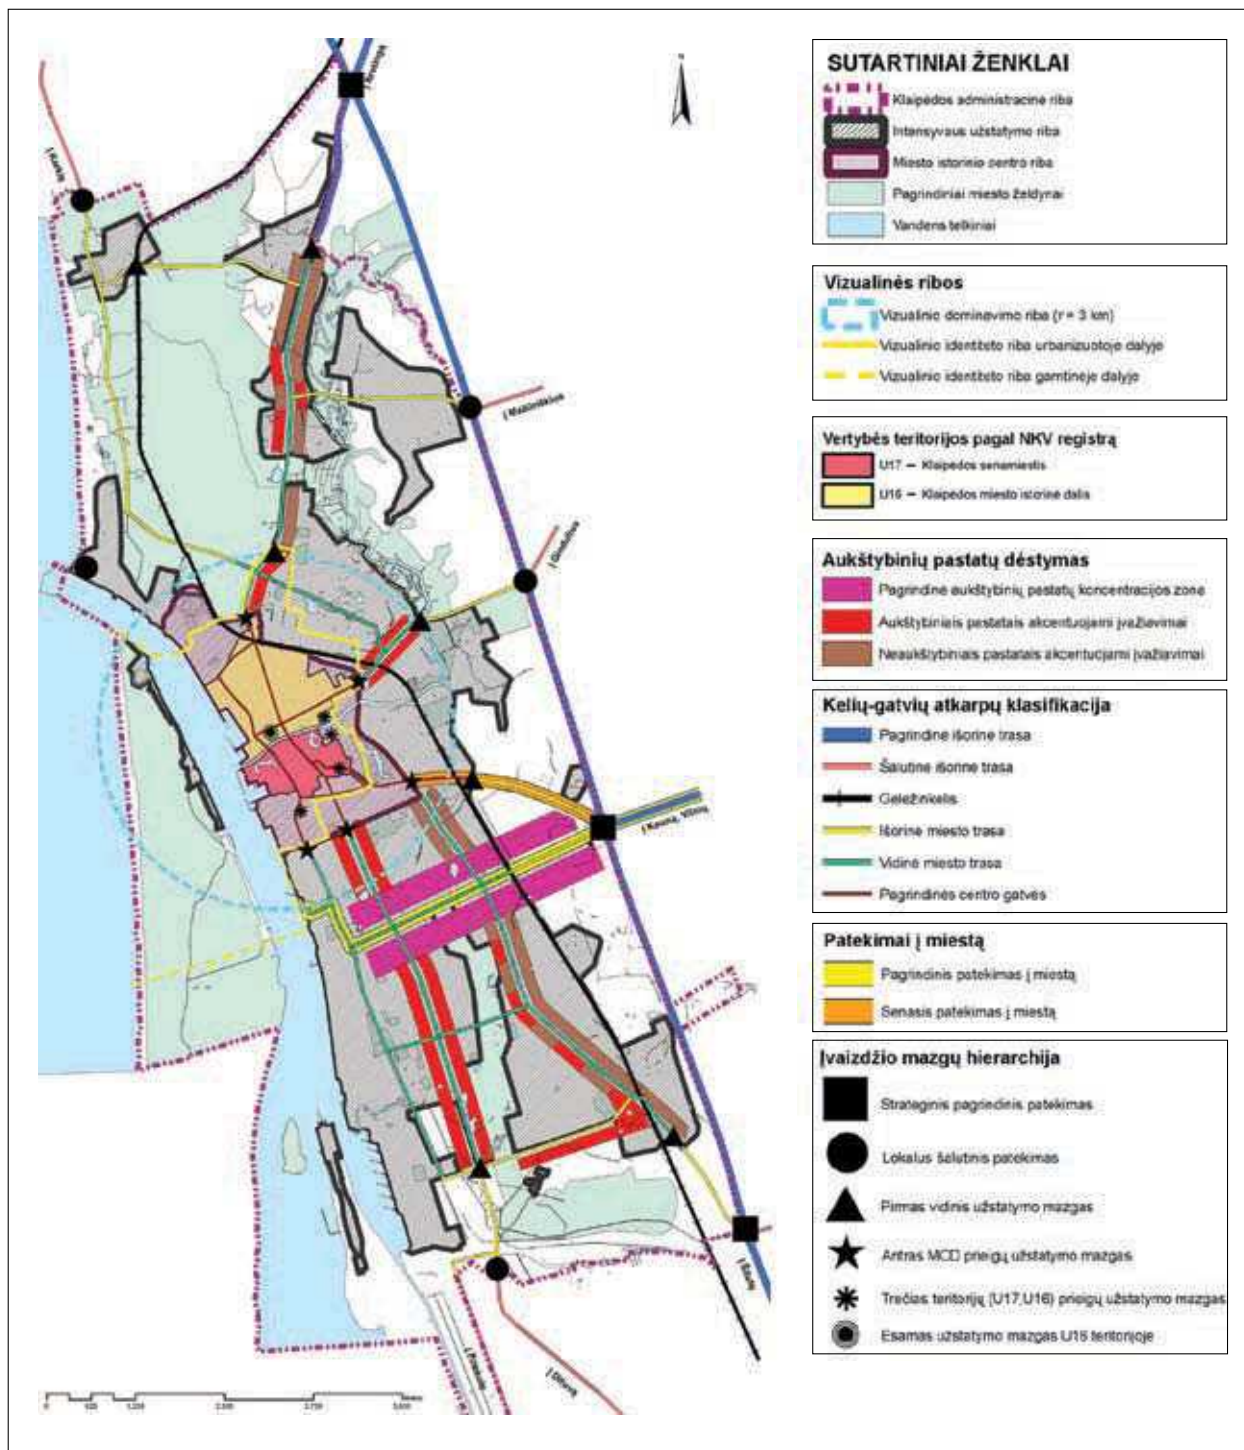 SUTARTINIAI ŽENKLAI
Klaipėdos administracinė riba
Intensyvaus užstatymo riba
Miesto istorinio centro riba
Pagrindiniai miesto želdynai
Vandens telkiniai
Vizualinės ribos
Vizualinio dominavimo riba (r = 3 km)
Vizualinio identiteto riba urbanizuotoje dalyje
Vizualinio identiteto riba gamtinėje dalyje
Vertybės teritorijos pagal NKV registrą
U17 – Klaipėdos senamiestis
U16 – Klaipėdos miesto istorinė dalis
Aukštybinių pastatų dėstymas
Pagrindinė aukštybinių pastatų koncentracijos zona
Aukštybiniais pastatais akcentuojami įvažiavimai
Neaukštybiniais pastatais akcentuojami įvažiavimai
Kelių-gatvių atkarpų klasifikacija
Pagrindinė išorinė trasa
Šalutinė išorinė trasa
Geležinkelis
Išorinė miesto trasa
Vidinė miesto trasa
Pagrindinės centro gatvės
Patekimai į miestą
Pagrindinis patekimas į miestą
Senasis patekimas į miestą
Įvaizdžio mazgų hierarchija
Strateginis pagrindinis patekimas
Lokalus šalutinis patekimas
Pirmas vidinis užstatymo mazgas
Antras MCD prieigų užstatymo mazgas
Trečias teritorijų (U17,U16) prieigų užstatymo mazgas
Esamas užstatymo mazgas U16 teritorijoje
Į Kretingą
Į Karklę
Į Mazūriškius
Į Gindulius
Į Kauną, Vilnių
Į Šilutę
Į Priekulę
Į Dituvą